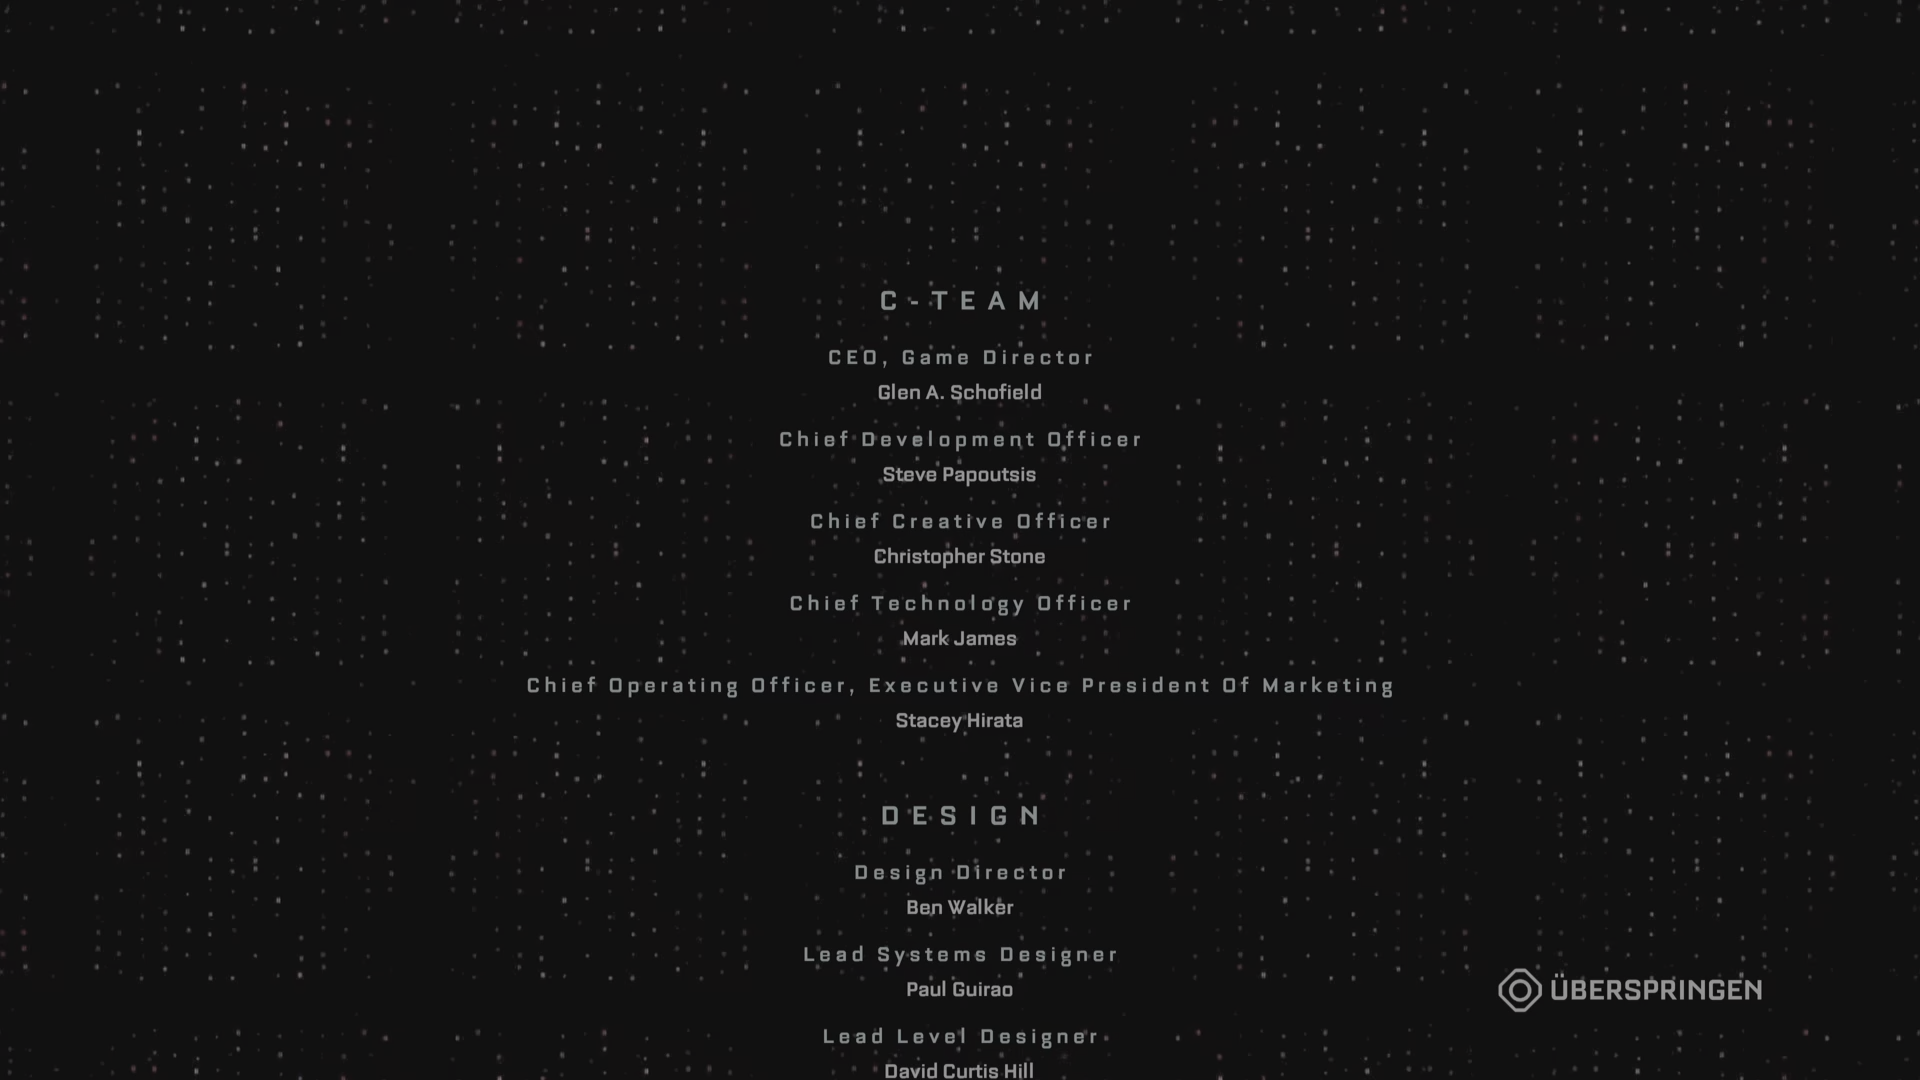 C-TEAM
CEO, Game Director
Glen A. Schofield
Chief Development Officer
Steve Papoutsis
Chief Creative Officer
Christopher Stone
Chief Technology Officer
Mark James
Chief Operating Officer, Executive Vice President Of Marketing
Stacey Hirata
DESIGN
Design Director
Ben Walker
Lead Systems Designer
Paul Guirao
ÜBERSPRINGEN
Lead Level Designer
David Curtis Hill